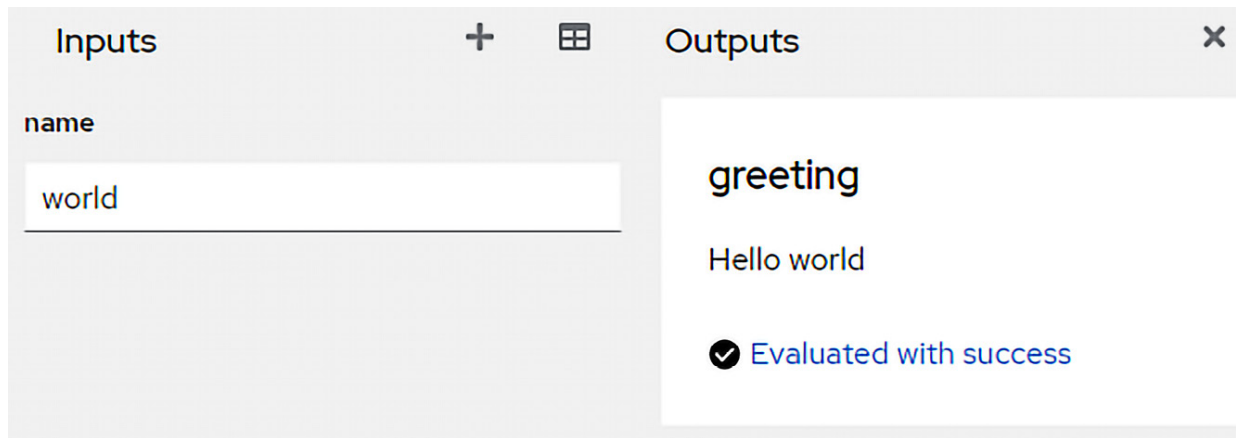 Inputs
name
world
Outputs
greeting
Hello world
Evaluated with success